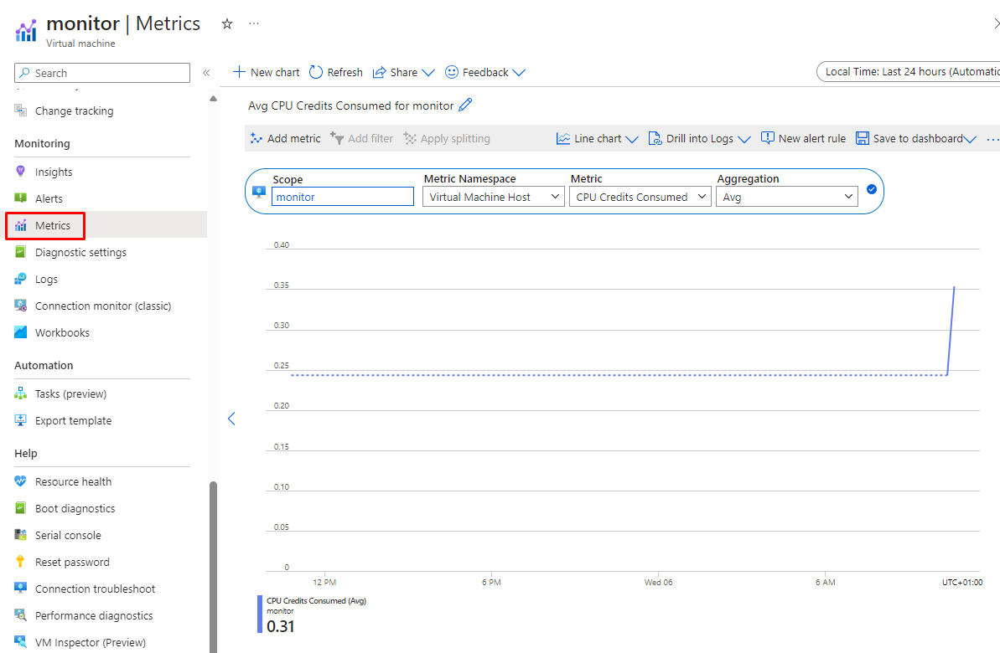 monitor | Metrics
...
Virtual machine
Search
«
New chart
Refresh
Share
Feedback
Local Time: Last 24 hours (Automatic
Change tracking
Monitoring
Insights
Alerts
Metrics
Diagnostic settings
Logs
Connection monitor (classic)
Workbooks
Automation
Tasks (preview)
Export template
Help
Resource health
Boot diagnostics
Serial console
Reset password
Connection troubleshoot
Performance diagnostics
VM Inspector (Preview)
Avg CPU Credits Consumed for monitor
Add metric
Add filter
Apply splitting
Line chart
Drill into Logs
New alert rule
Save to dashboard
...
Scope
monitor
Metric Namespace
Virtual Machine Host
Metric
CPU Credits Consumed
Aggregation
Avg
0.40
0.35
0.30
0.25
0.20
0.15
0.10
0.05
0
12 PM
6 PM
Wed 06
6 AM
UTC+01:00
CPU Credits Consumed (Avg)
monitor
0.31